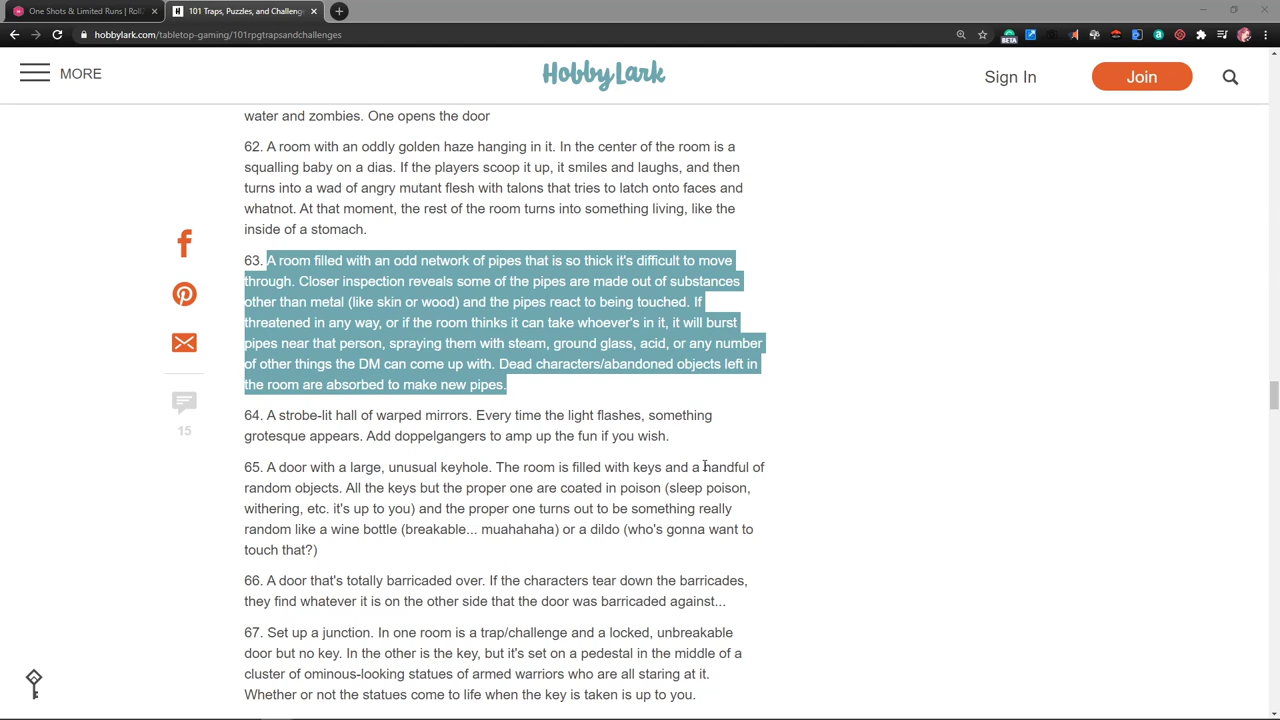 One Shots & Limited Runs | Roll2
101 Traps, Puzzles, and Challeng
hobbylark.com/tabletop-gaming/101rpgtrapsandchallenges
BETA
MORE
HobbyLark
Sign In
Join
water and zombies. One opens the door
62. A room with an oddly golden haze hanging in it. In the center of the room is a
squalling baby on a dias. If the players scoop it up, it smiles and laughs, and then
turns into a wad of angry mutant flesh with talons that tries to latch onto faces and
whatnot. At that moment, the rest of the room turns into something living, like the
inside of a stomach.
63. A room filled with an odd network of pipes that is so thick it's difficult to move
through. Closer inspection reveals some of the pipes are made out of substances
other than metal (like skin or wood) and the pipes react to being touched. If
threatened in any way, or if the room thinks it can take whoever's in it, it will burst
pipes near that person, spraying them with steam, ground glass, acid, or any number
of other things the DM can come up with. Dead characters/abandoned objects left in
the room are absorbed to make new pipes.
64. A strobe-lit hall of warped mirrors. Every time the light flashes, something
grotesque appears. Add doppelgangers to amp up the fun if you wish.
15
65. A door with a large, unusual keyhole. The room is filled with keys and a handful of
random objects. All the keys but the proper one are coated in poison (sleep poison,
withering, etc. it's up to you) and the proper one turns out to be something really
random like a wine bottle (breakable... muahahaha) or a dildo (who's gonna want to
touch that?)
66. A door that's totally barricaded over. If the characters tear down the barricades,
they find whatever it is on the other side that the door was barricaded against...
67. Set up a junction. In one room is a trap/challenge and a locked, unbreakable
door but no key. In the other is the key, but it's set on a pedestal in the middle of a
cluster of ominous-looking statues of armed warriors who are all staring at it.
Whether or not the statues come to life when the key is taken is up to you.